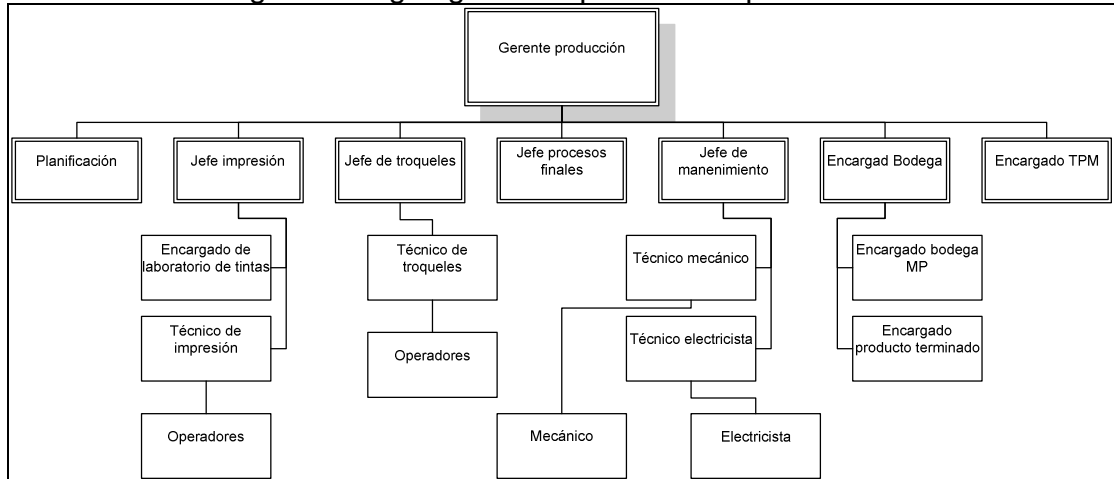 Gerente producción
Planificación
Jefe impresión
Jefe de troqueles
Jefe procesos
finales
Jefe de
manenimiento
Encargad Bodega
Encargado TPM
Encargado de
laboratorio de tintas
Técnico de
troqueles
Técnico mecánico
Encargado bodega
MP
Técnico de
impresión
Operadores
Técnico electricista
Encargado
producto terminado
Operadores
Mecánico
Electricista